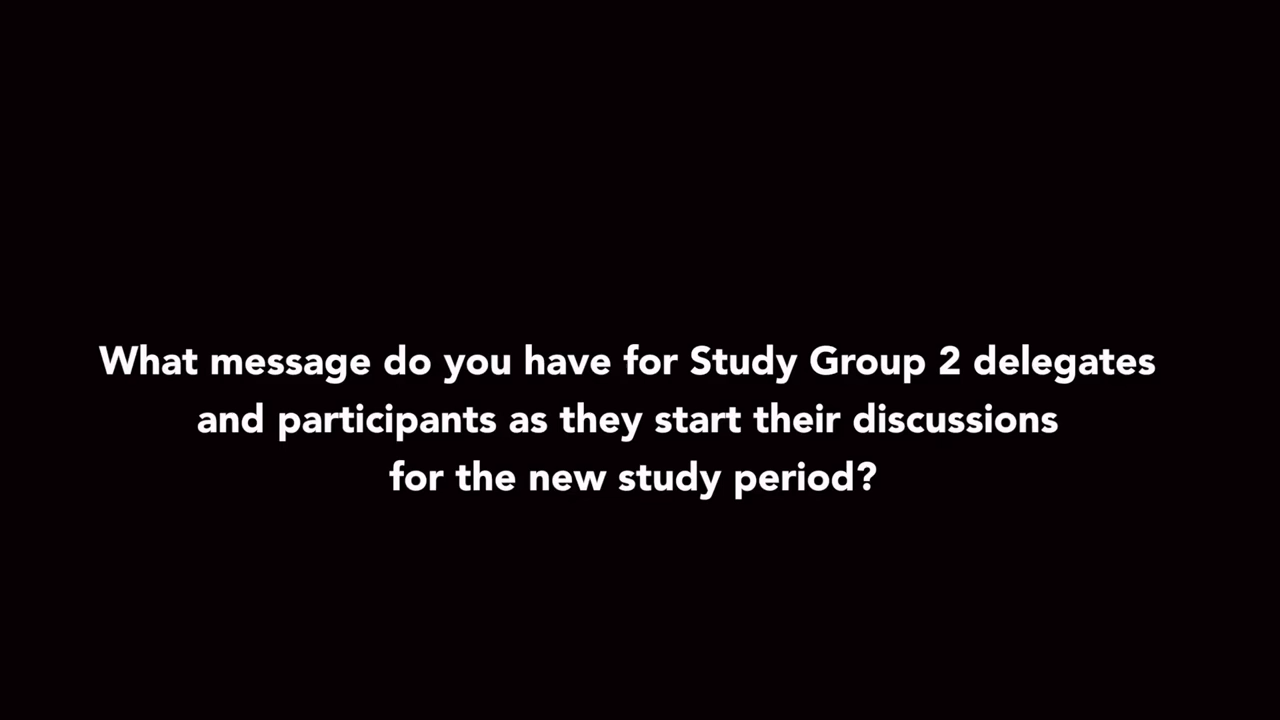 What message do you have for Study Group 2 delegates
and participants as they start their discussions
for the new study period?